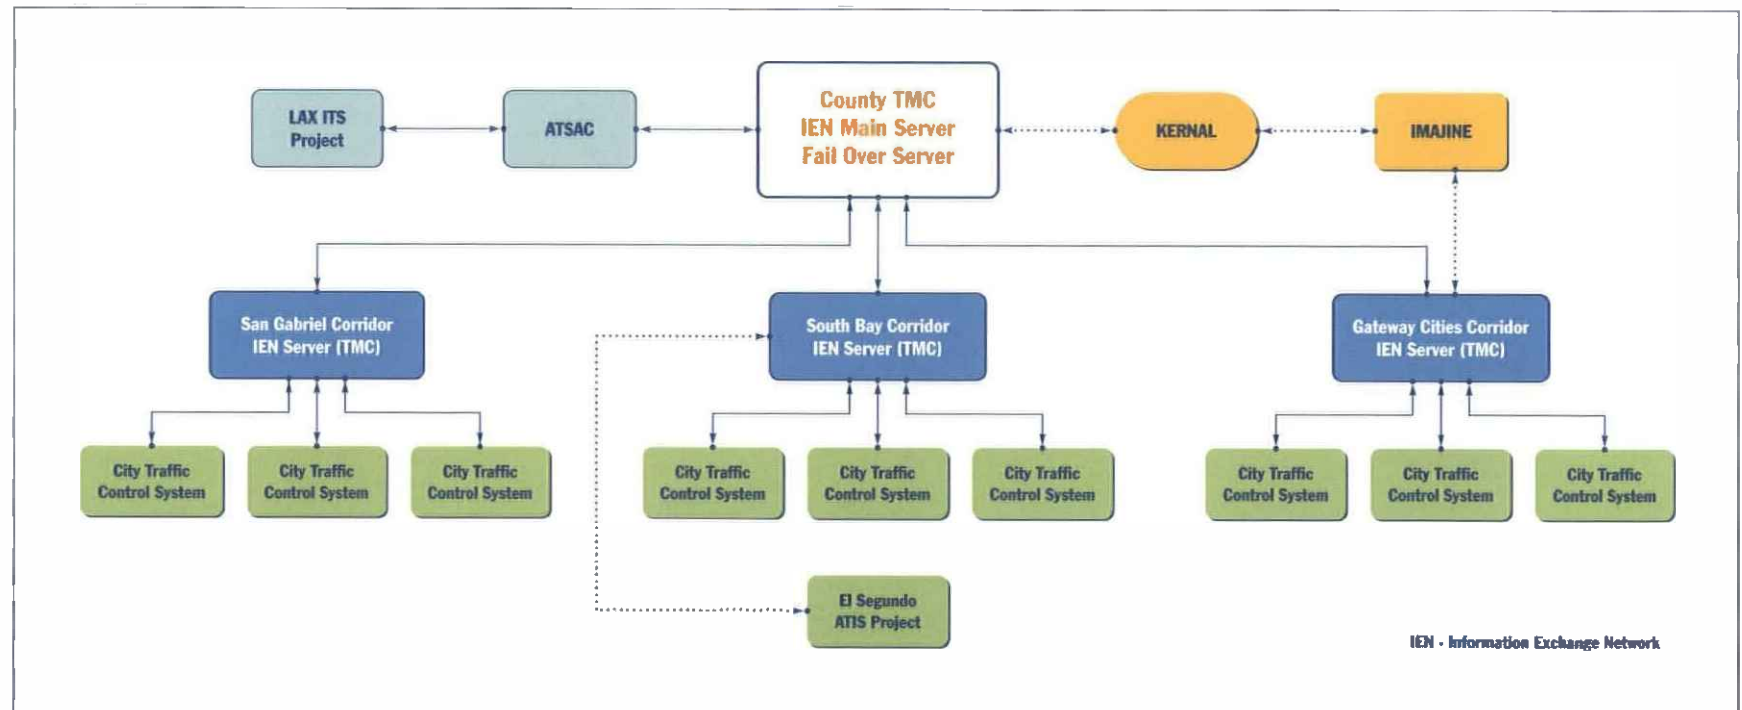 LAX ITS
Project
ATSAC
County TMC
IEN Main Server
Fail Over Server
KERNAL
IMAJINE
San Gabriel Corridor
IEN Server (TMC)
South Bay Corridor
IEN Server (TMC)
Gateway Cities Corridor
IEN Server (TMC)
City Traffic
Control System
City Traffic
Control System
City Traffic
Control System
City Traffic
Control System
City Traffic
Control System
City Traffic
Control System
City Traffic
Control System
City Traffic
Control System
City Traffic
Control System
El Segundo
ATIS Project
IEN - Information Exchange Network